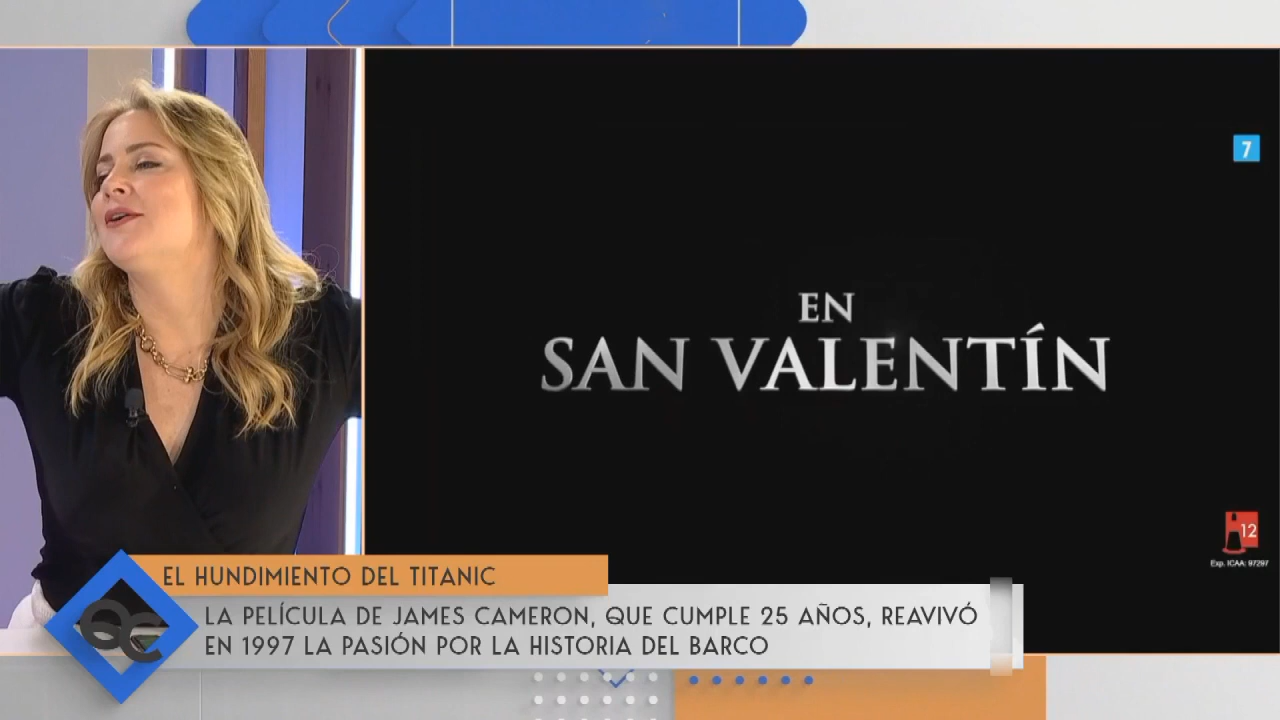 7
EN
SAN VALENTÍN
12
Exp. ICAA: 97297
EL HUNDIMIENTO DEL TITANIC
QC
LA PELÍCULA DE JAMES CAMERON, QUE CUMPLE 25 AÑOS, REAVIVÓ
EN 1997 LA PASIÓN POR LA HISTORIA DEL BARCO